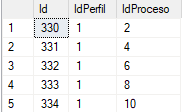 Id IdPerfil IdProceso
1 330 1 2
2 331 1 4
3 332 1 6
4 333 1 8
5 334 1 10